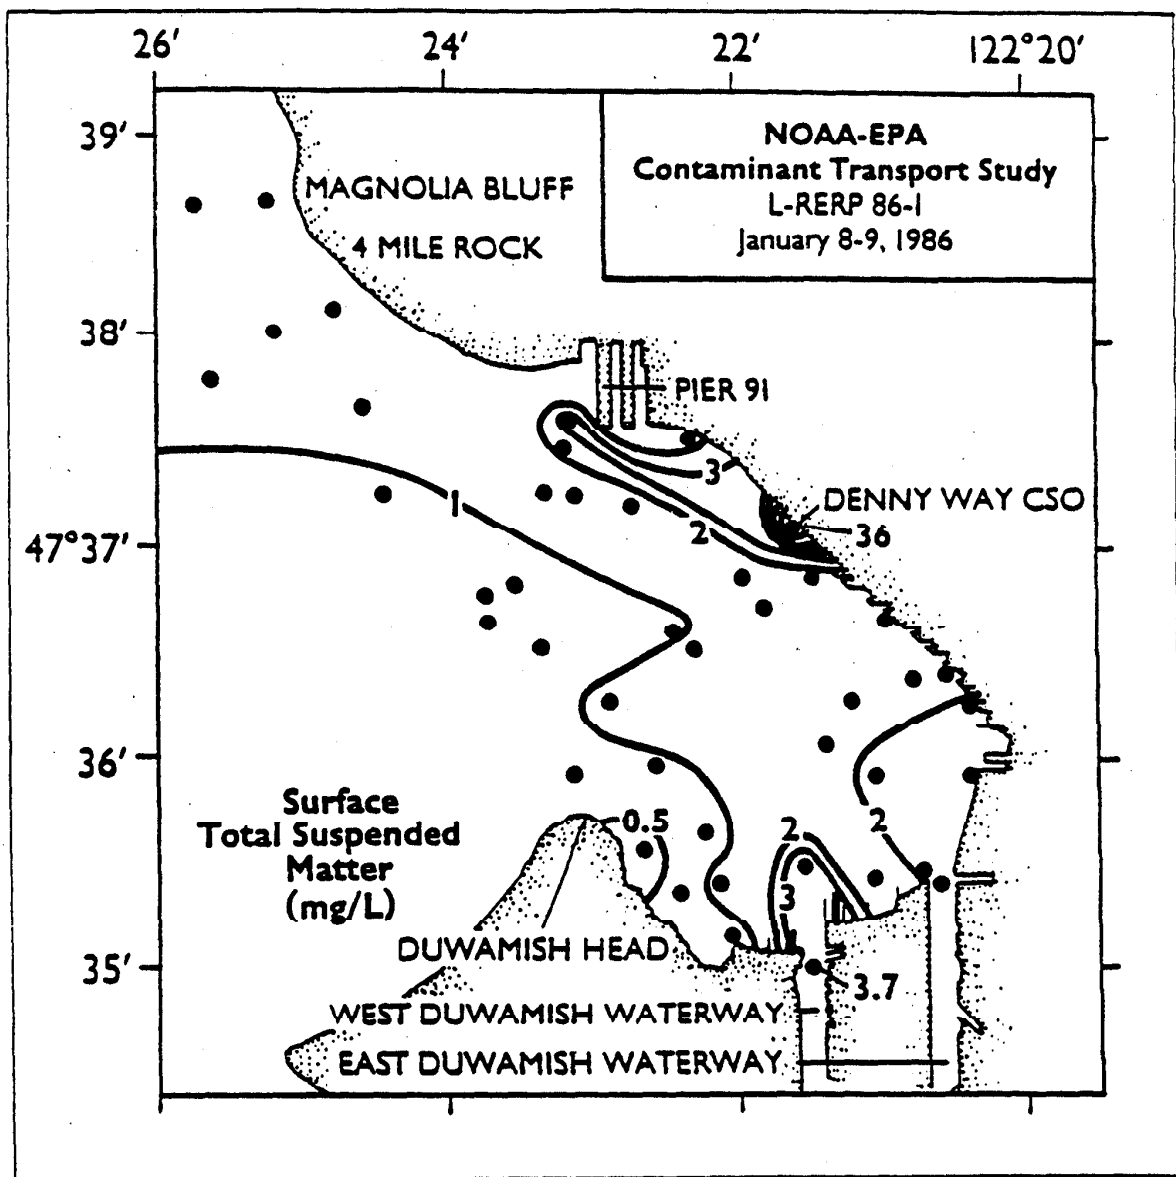 26' 24' 22' 122°20'
39'
NOAA-EPA
Contaminant Transport Study
L-RERP 86-1
January 8-9, 1986
MAGNOLIA BLUFF
4 MILE ROCK
38'
PIER 91
3
DENNY WAY CSO
36
1
2
47°37'
36'
Surface
Total Suspended
Matter
(mg/L)
0.5
2
2
3
DUWAMISH HEAD
35'
3.7
WEST DUWAMISH WATERWAY
EAST DUWAMISH WATERWAY